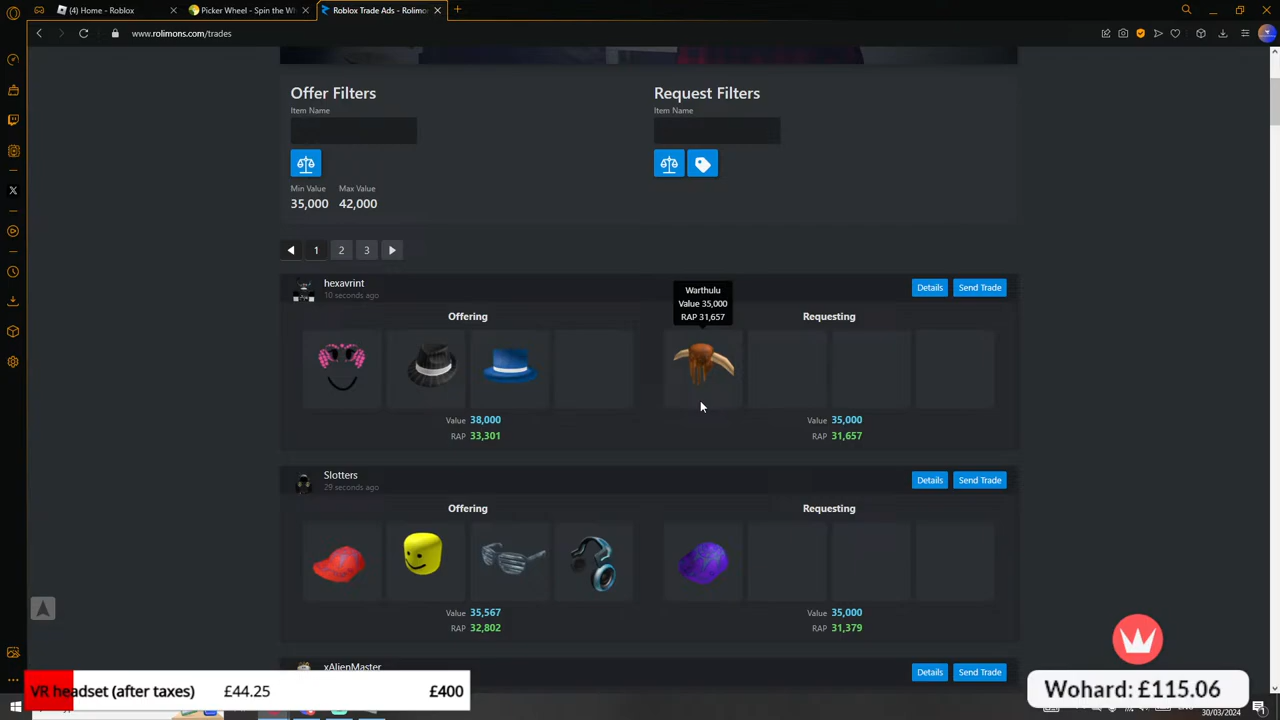 (4) Home - Roblox
Picker Wheel - Spin the Wh
Roblox Trade Ads - Rolimon
www.rolimons.com/trades
Offer Filters
Request Filters
Item Name
Item Name
Min Value
Max Value
35,000
42,000
1
2
3
hexavrint
10 seconds ago
Details
Send Trade
Warthulu
Value 35,000
RAP 31,657
Offering
Requesting
Value 38,000
RAP 33,301
Value 35,000
RAP 31,657
Slotters
29 seconds ago
Details
Send Trade
Offering
Requesting
Value 35,567
RAP 32,802
Value 35,000
RAP 31,379
xAlienMaster
Details
Send Trade
VR headset (after taxes)
£44.25
£400
Wohard: £115.06
30/03/2024